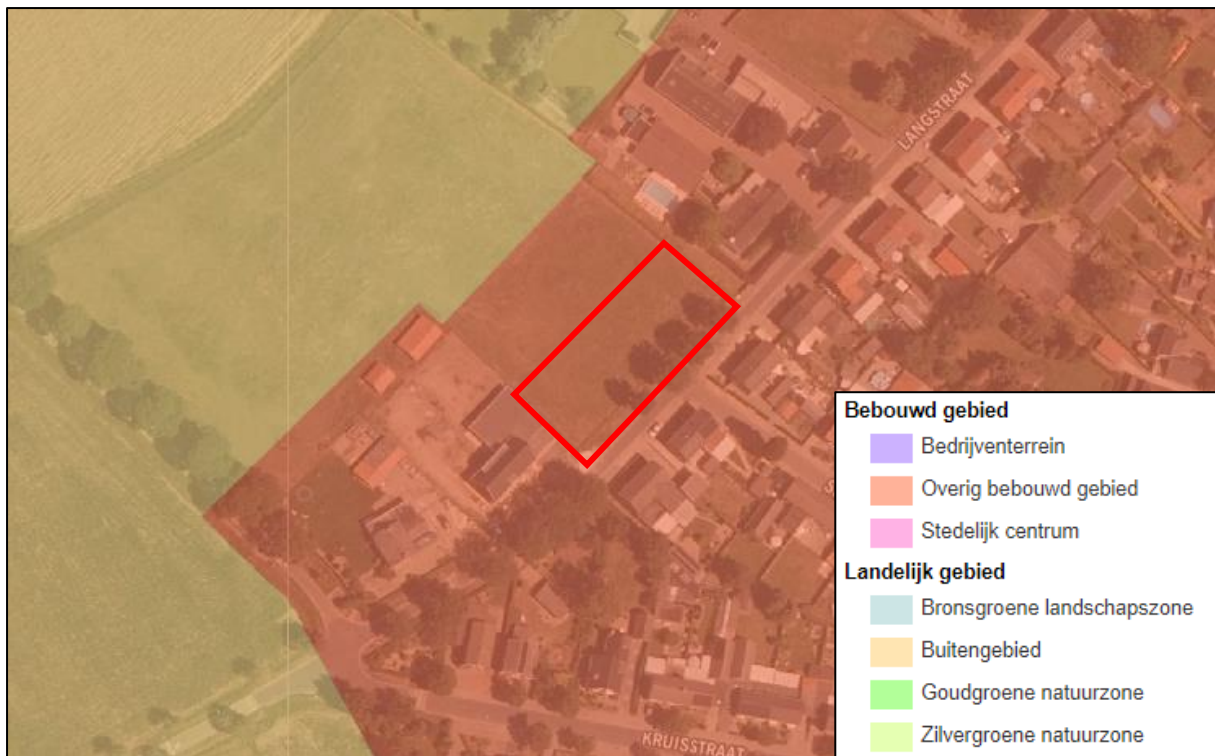 LANGSTRAAT
Bebouwd gebied
Bedrijventerrein
Overig bebouwd gebied
Stedelijk centrum
Landelijk gebied
Bronsgroene landschapszone
Buitengebied
Goudgroene natuurzone
Zilvergroene natuurzone
KRUISSTRAAT